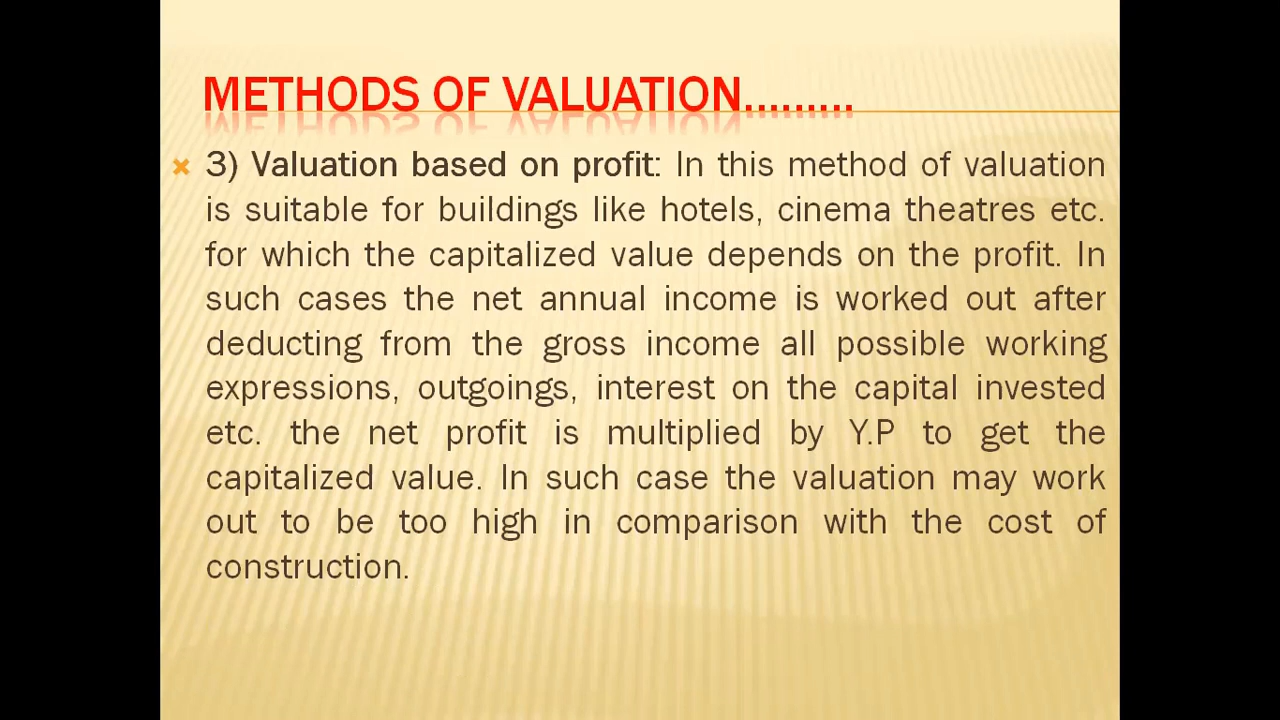 METHODS OF VALUATION.........
3) Valuation based on profit: In this method of valuation
is suitable for buildings like hotels, cinema theatres etc.
for which the capitalized value depends on the profit. In
such cases the net annual income is worked out after
deducting from the gross income all possible working
expressions, outgoings, interest on the capital invested
etc. the net profit is multiplied by Y.P to get the
capitalized value. In such case the valuation may work
out to be too high in comparison with the cost of
construction.